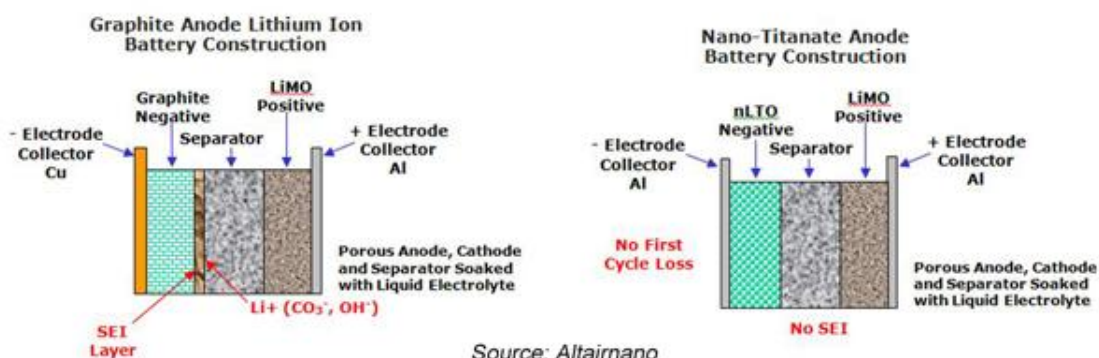 Graphite Anode Lithium Ion
Battery Construction
Graphite
Negative
LiMO
Positive
Separator
- Electrode
Collector
Cu
+ Electrode
Collector
Al
Porous Anode, Cathode
and Separator Soaked
with Liquid Electrolyte
Li+ (CO₃⁻, OH⁻)
SEI
Layer
Nano-Titanate Anode
Battery Construction
nLTO
Negative
LiMO
Positive
Separator
- Electrode
Collector
Al
+ Electrode
Collector
Al
No First
Cycle Loss
Porous Anode, Cathode
and Separator Soaked
with Liquid Electrolyte
No SEI
Source: Altairnano